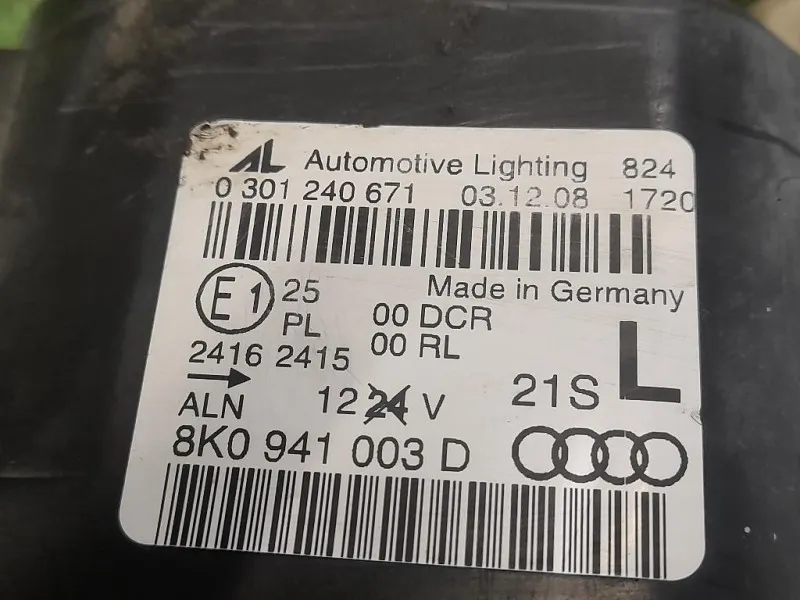 AL Automotive Lighting 824
0 301 240 671 03.12.08 1720
E1 25 Made in Germany
PL 00 DCR
00 RL
2416 2415
21S L
ALN 12 24 V
8K0 941 003 D